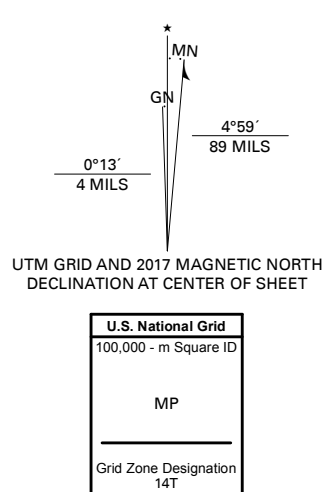 ★
MN
GN
4°59´
89 MILS
0°13´
4 MILS
UTM GRID AND 2017 MAGNETIC NORTH
DECLINATION AT CENTER OF SHEET
U.S. National Grid
100,000 - m Square ID
MP
Grid Zone Designation
14T